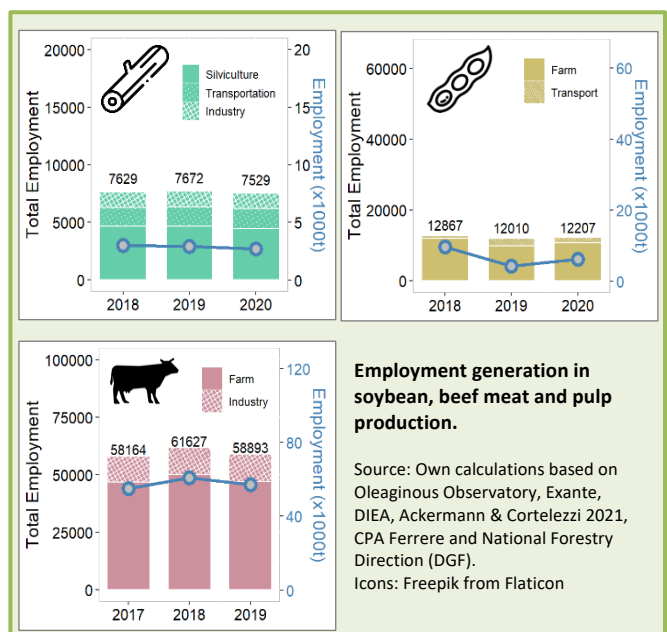 20000
15000
10000
5000
0
Total Employment
Silviculture
Transportation
Industry
7629
7672
7529
20
15
10
5
0
Employment (x1000t)
2018
2019
2020
60000
40000
20000
0
Total Employment
Farm
Transport
12867
12010
12207
60
40
20
0
Employment (x1000t)
2018
2019
2020
100000
75000
50000
25000
0
Total Employment
Farm
Industry
58164
61627
58893
120
80
40
0
Employment (x1000t)
2017
2018
2019
Employment generation in
soybean, beef meat and pulp
production.
Source: Own calculations based on
Oleaginous Observatory, Exante,
DIEA, Ackermann & Cortelezzi 2021,
CPA Ferrere and National Forestry
Direction (DGF).
Icons: Freepik from Flaticon